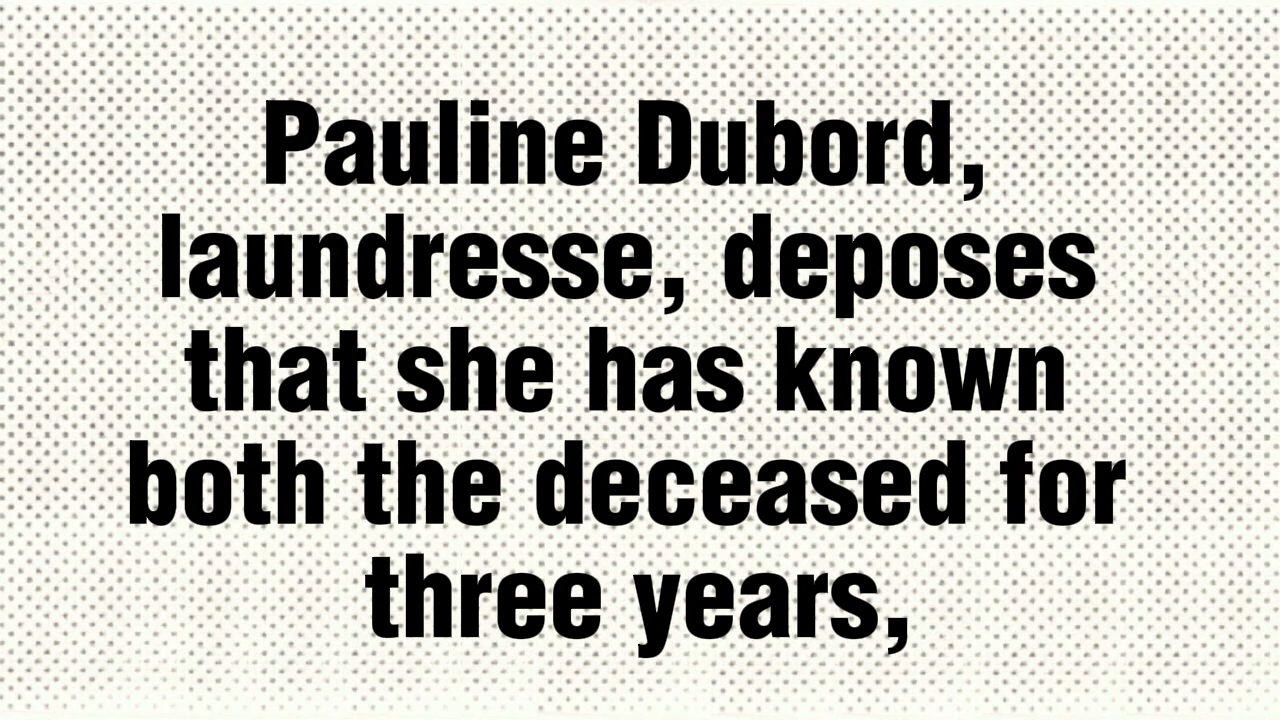 Pauline Dubord,
laundresse, deposes
that she has known
both the deceased for
three years,